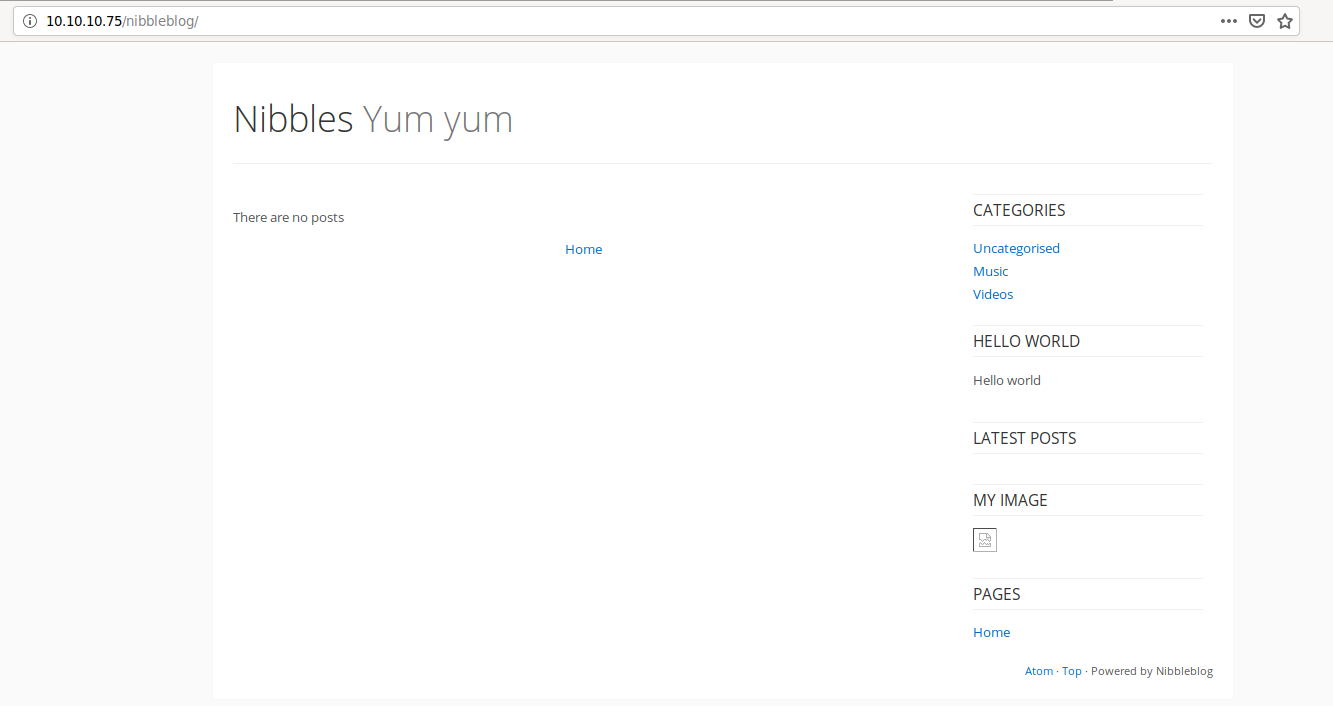 10.10.10.75/nibbleblog/
Nibbles Yum yum
There are no posts
Home
CATEGORIES
Uncategorised
Music
Videos
HELLO WORLD
Hello world
LATEST POSTS
MY IMAGE
PAGES
Home
Atom · Top · Powered by Nibbleblog